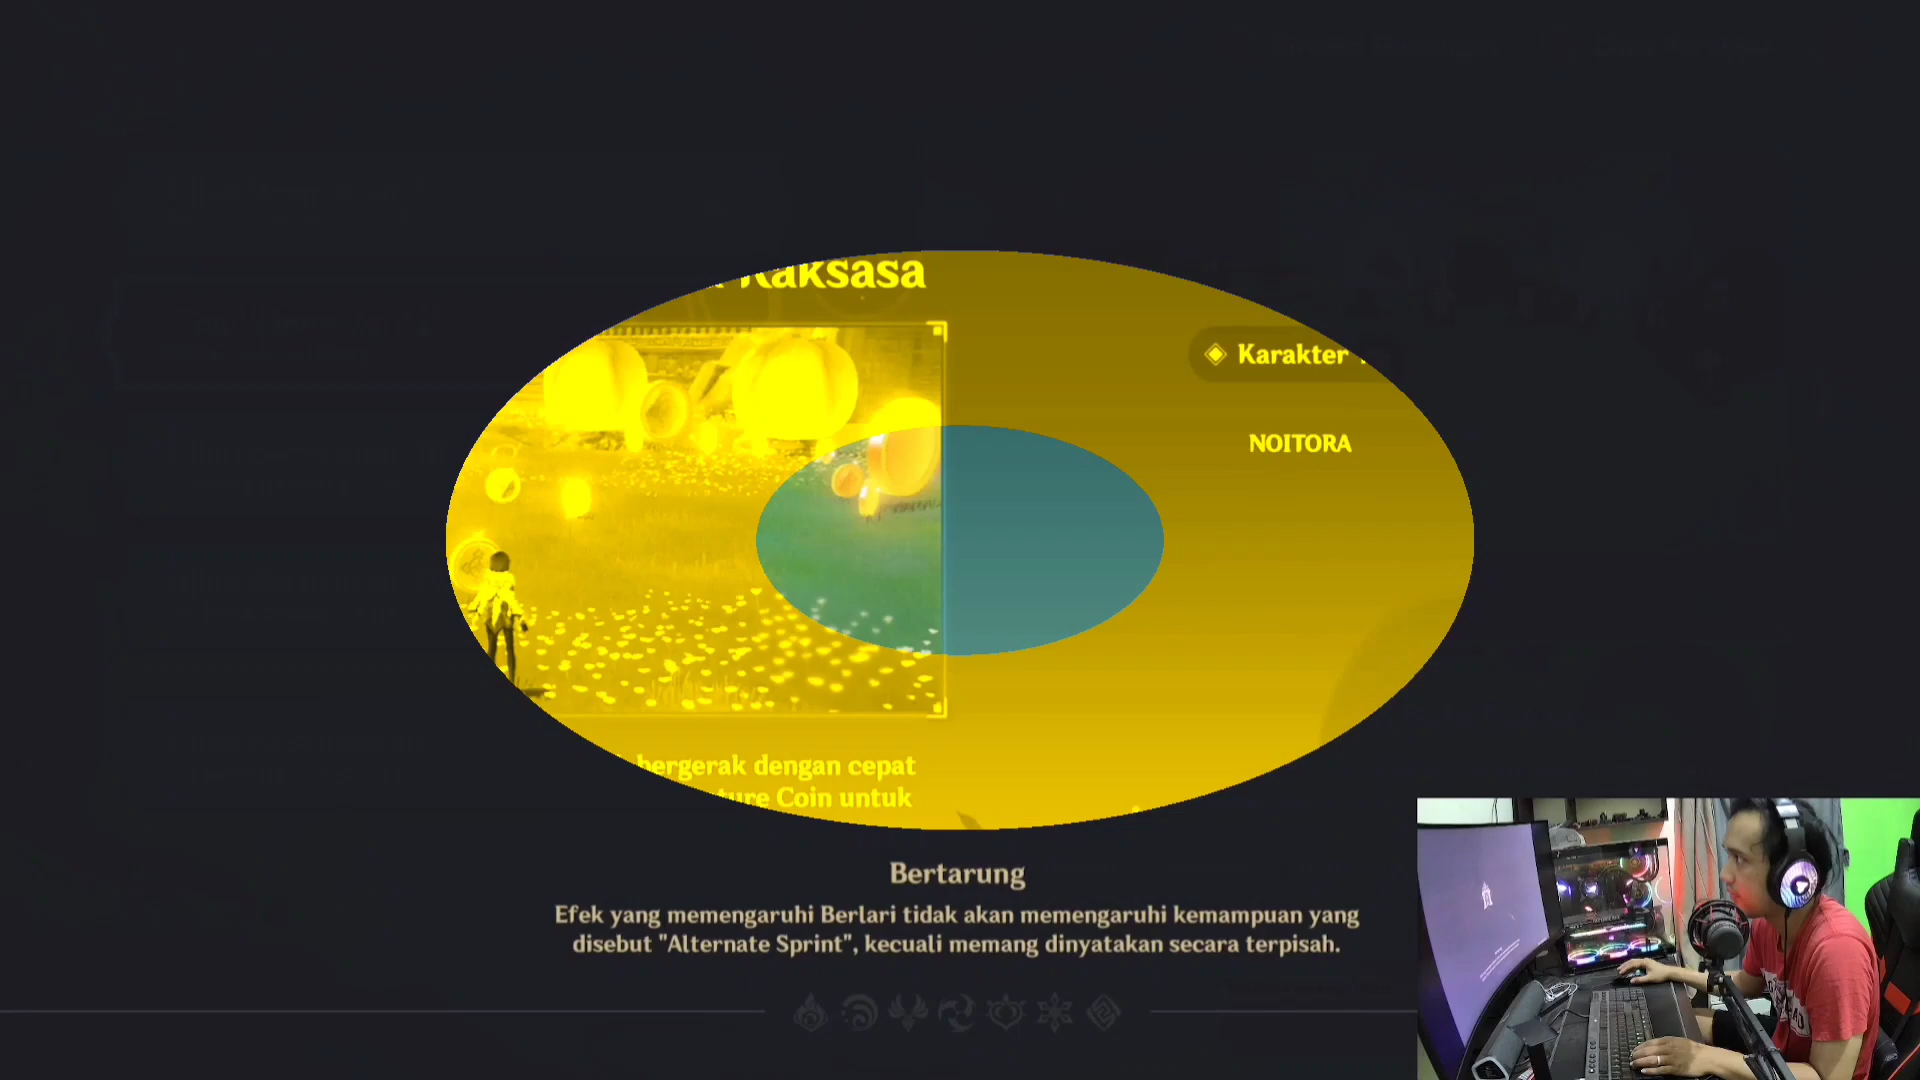 Raksasa
Karakter
NOITORA
bergerak dengan cepat
Coin untuk
Bertarung
Efek yang memengaruhi Berlari tidak akan memengaruhi kemampuan yang
disebut "Alternate Sprint", kecuali memang dinyatakan secara terpisah.